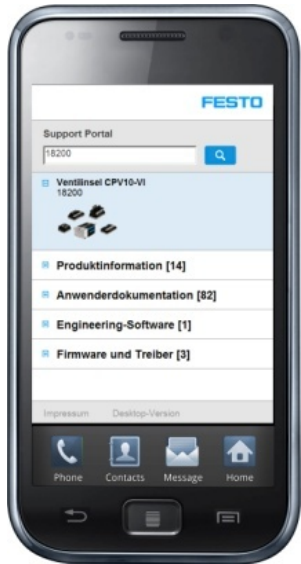 FESTO
Support Portal
18200
Ventilinsel CPV10-VI
18200
Produktinformation [14]
Anwenderdokumentation [82]
Engineering-Software [1]
Firmware und Treiber [3]
Impressum Desktop-Version
Phone Contacts Message Home